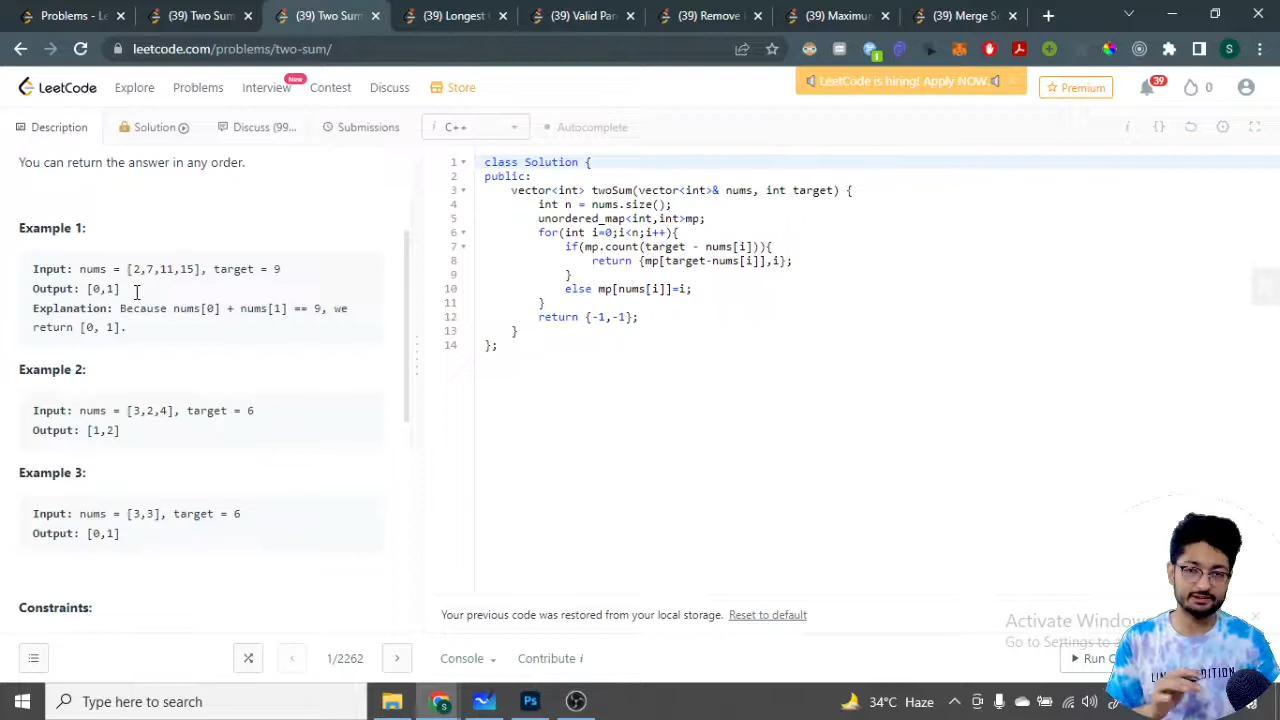 Problems - Le
(39) Two Sum
(39) Two Sum
(39) Longest
(39) Valid Par
(39) Remove
(39) Maximum
(39) Merge S
leetcode.com/problems/two-sum/
S
LeetCode
Explore
Problems
Interview
New
Contest
Discuss
Store
LeetCode is hiring! Apply NOW.
Premium
39
0
Description
Solution
Discuss (99...
Submissions
i C++
Autocomplete
You can return the answer in any order.
Example 1:
Input: nums = [2,7,11,15], target = 9
Output: [0,1]
Explanation: Because nums[0] + nums[1] == 9, we
return [0, 1].
Example 2:
Input: nums = [3,2,4], target = 6
Output: [1,2]
Example 3:
Input: nums = [3,3], target = 6
Output: [0,1]
Constraints:
1 class Solution {
2 public:
3 vector<int> twoSum(vector<int>& nums, int target) {
4 int n = nums.size();
5 unordered_map<int,int>mp;
6 for(int i=0;i<n;i++){
7 if(mp.count(target - nums[i])){
8 return {mp[target-nums[i]],i};
9 }
10 else mp[nums[i]]=i;
11 }
12 return {-1,-1};
13 }
14 };
Your previous code was restored from your local storage. Reset to default
Activate Windows
Go to Settings to a
1/2262
Console
Contribute i
Run C
Type here to search
Ps
34°C Haze